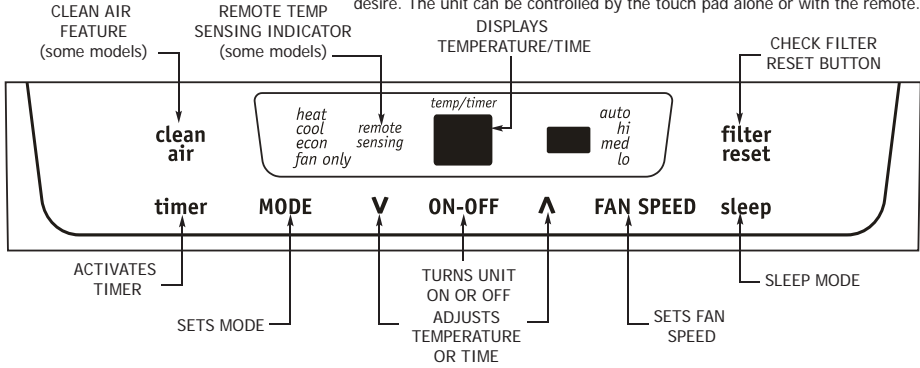 desire. The unit can be controlled by the touch pad alone or with the remote.
CLEAN AIR
FEATURE
(some models)
REMOTE TEMP
SENSING INDICATOR
(some models)
DISPLAYS
TEMPERATURE/TIME
CHECK FILTER
RESET BUTTON
clean
air
heat
cool
econ
fan only
remote
sensing
temp/timer
auto
hi
med
lo
filter
reset
timer
MODE
V
ON-OFF
Λ
FAN SPEED
sleep
ACTIVATES
TIMER
SETS MODE
TURNS UNIT
ON OR OFF
ADJUSTS
TEMPERATURE
OR TIME
SETS FAN
SPEED
SLEEP MODE